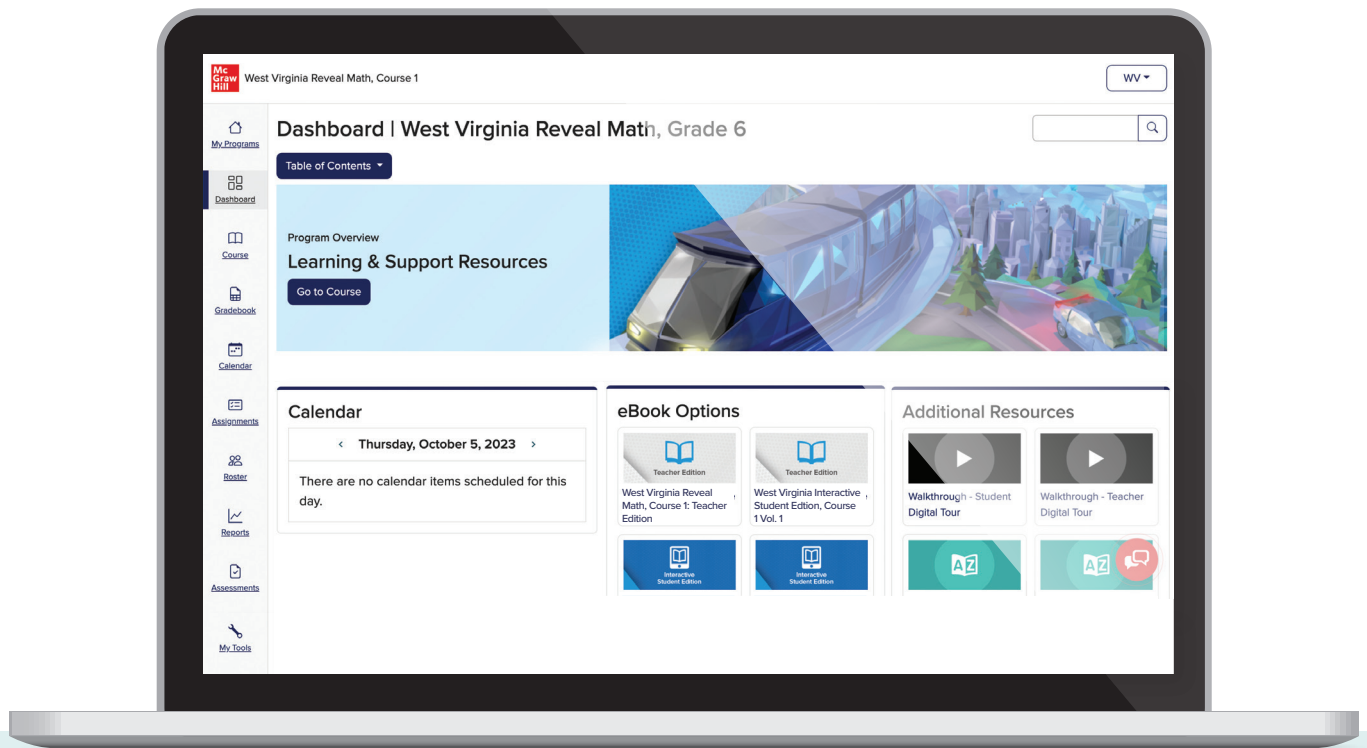 Mc
Graw
Hill
West Virginia Reveal Math, Course 1
WV
My Programs
Dashboard
Course
Gradebook
Calendar
Assignments
Roster
Reports
Assessments
My Tools
Dashboard | West Virginia Reveal Math, Grade 6
Table of Contents
Program Overview
Learning & Support Resources
Go to Course
Calendar
< Thursday, October 5, 2023 >
There are no calendar items scheduled for this
day.
eBook Options
Teacher Edition
West Virginia Reveal ,
Math, Course 1: Teacher
Edition
Teacher Edition
West Virginia Interactive ,
Student Edtion, Course
1 Vol. 1
Interactive
Student Edition
Interactive
Student Edition
Additional Resources
Walkthrough - Student
Digital Tour
Walkthrough - Teacher
Digital Tour
AZ
AZ